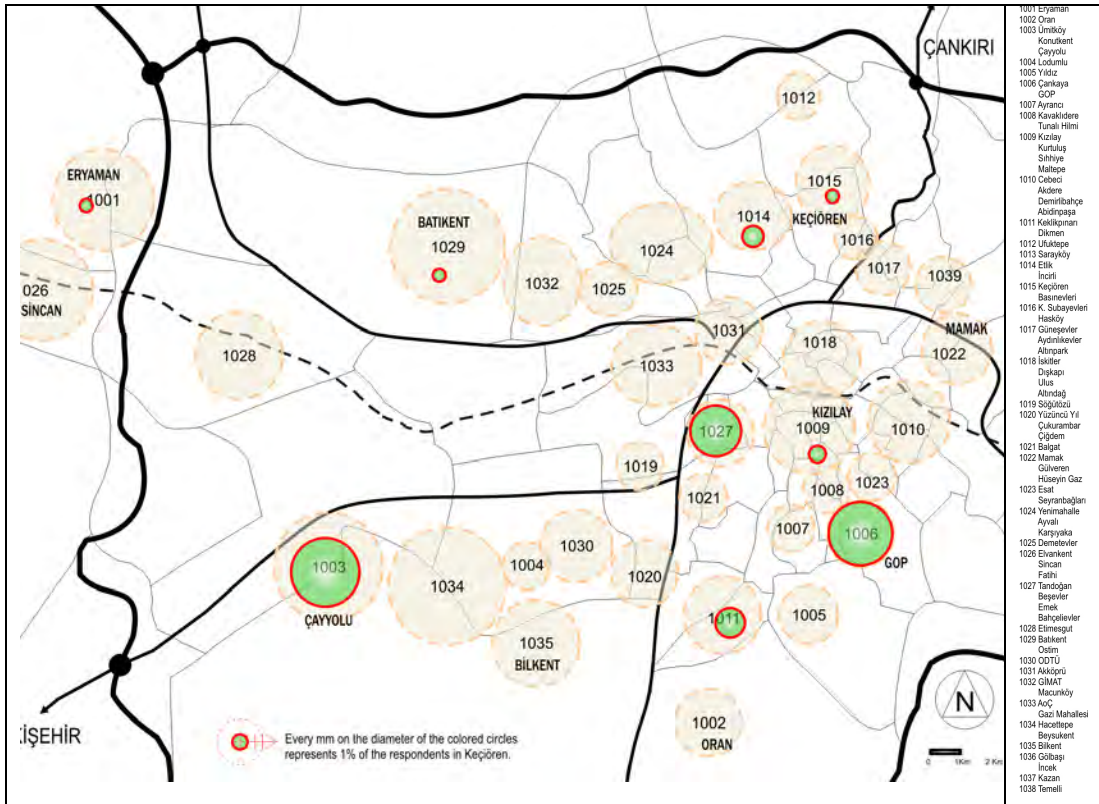 ÇANKIRI
1012
ERYAMAN
1001
1015
BATIKENT
1014
KEÇİÖREN
1029
1024
1016
1017
1039
1032
1025
026
SİNCAN
1031
MAMAK
1018
1028
1022
1033
KIZILAY
1027
1009
1010
1019
1023
1021
1008
1007
1006
1030
GOP
1004
1003
1020
1034
ÇAYYOLU
1011
1005
1035
BİLKENT
N
1002
ORAN
KİŞEHİR
Every mm on the diameter of the colored circles
represents 1% of the respondents in Keçiören.
0 1Km 2 Km
1001 Eryaman
1002 Oran
1003 Ümitköy
Konutkent
Çayyolu
1004 Lodumlu
1005 Yıldız
1006 Çankaya
GOP
1007 Ayrancı
1008 Kavaklıdere
Tunalı Hilmi
1009 Kızılay
Kurtuluş
Sıhhiye
Maltepe
1010 Cebeci
Akdere
Demirlibahçe
Abidinpaşa
1011 Keklikpınarı
Dikmen
1012 Ufuktepe
1013 Sarayköy
1014 Etlik
İncirli
1015 Keçiören
Basınevleri
1016 K. Subayevleri
Hasköy
1017 Güneşevler
Aydınlıkevler
Altınpark
1018 İskitler
Dışkapı
Ulus
Altındağ
1019 Söğütözü
1020 Yüzüncü Yıl
Çukurambar
Çiğdem
1021 Balgat
1022 Mamak
Gülveren
Hüseyin Gaz
1023 Esat
Seyranbağları
1024 Yenimahalle
Ayvalı
Karşıyaka
1025 Demetevler
1026 Elvankent
Sincan
Fatihi
1027 Tandoğan
Beşevler
Emek
Bahçelievler
1028 Etimesgut
1029 Batıkent
Ostim
1030 ODTÜ
1031 Akköprü
1032 GİMAT
Macunköy
1033 AoÇ
Gazi Mahallesi
1034 Hacettepe
Beysukent
1035 Bilkent
1036 Gölbaşı
İncek
1037 Kazan
1038 Temelli